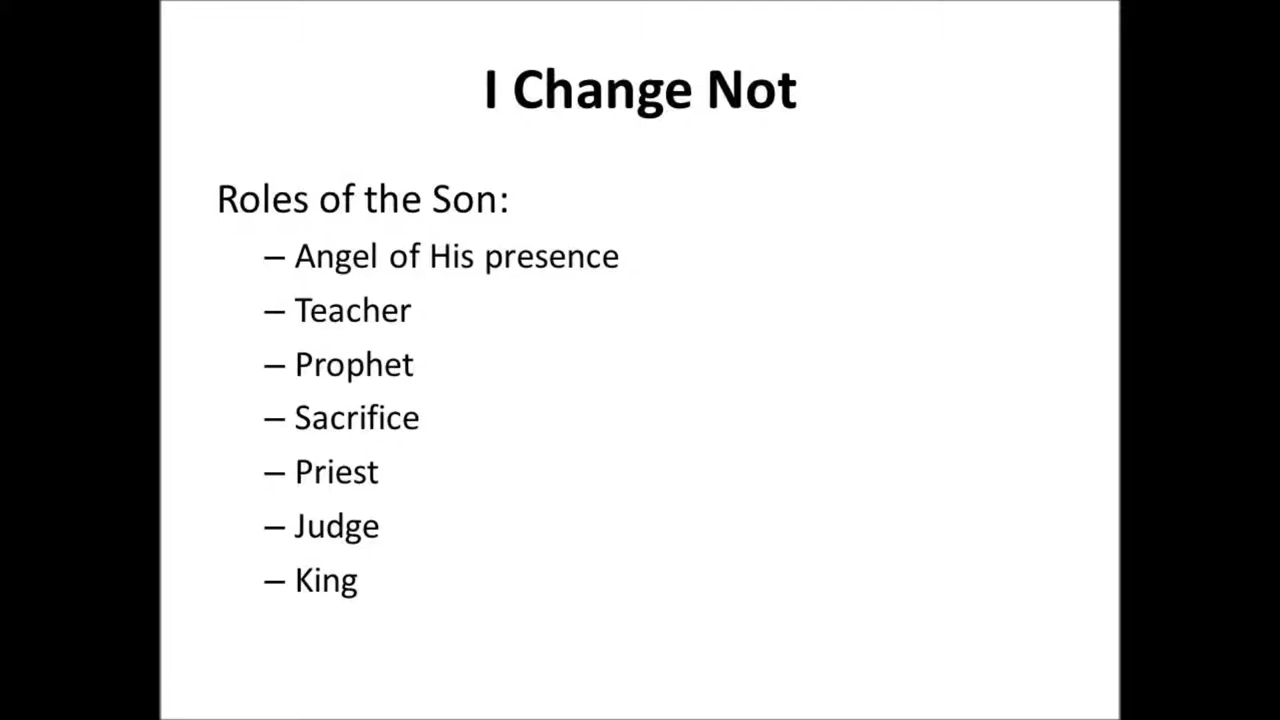 I Change Not
Roles of the Son:
– Angel of His presence
– Teacher
– Prophet
– Sacrifice
– Priest
– Judge
– King